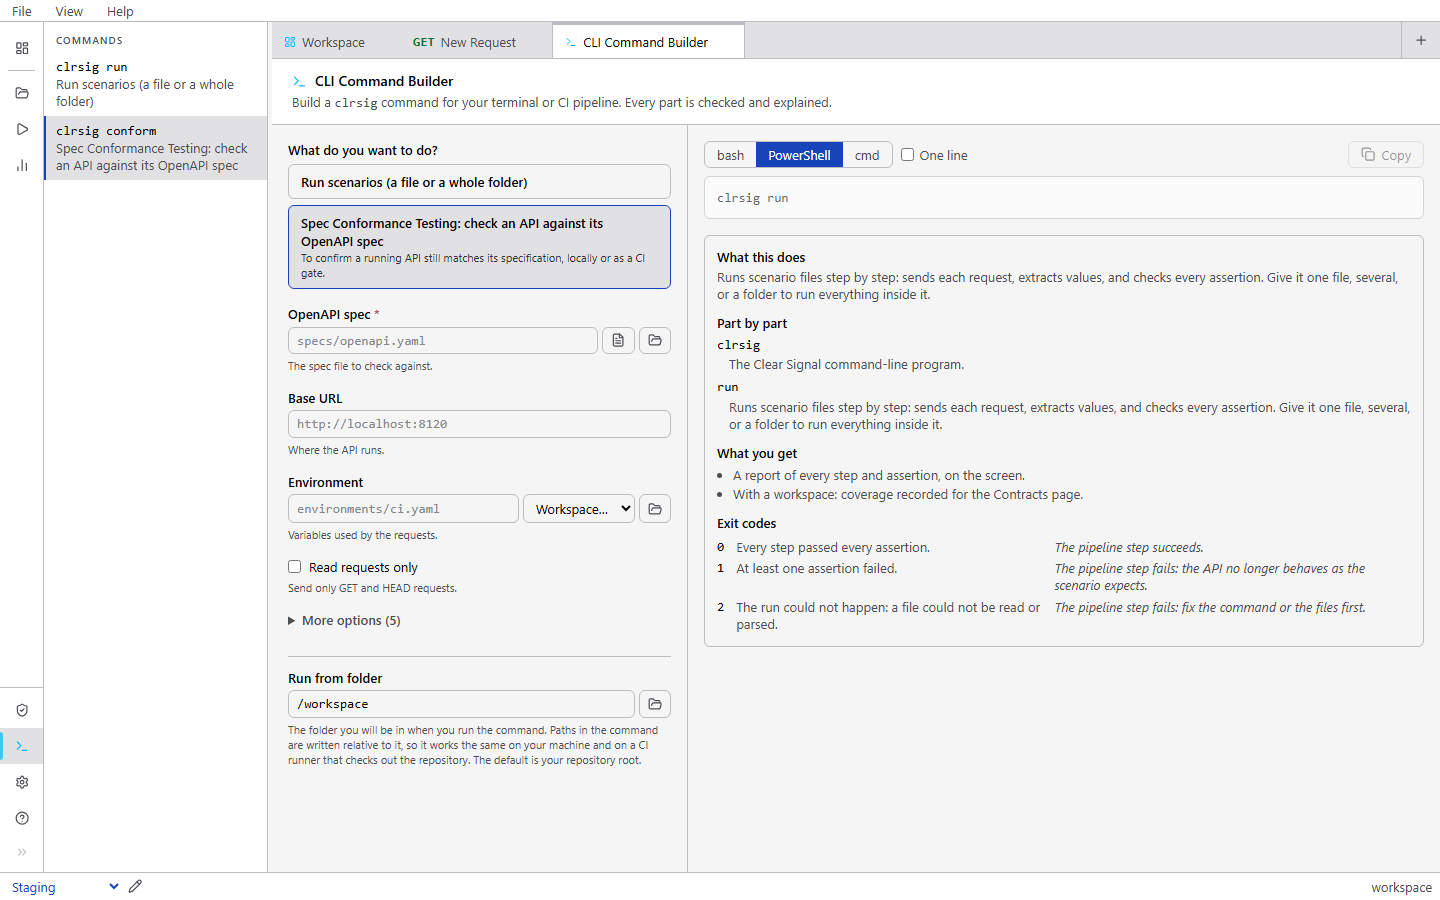 File View Help
COMMANDS
clrsig run
Run scenarios (a file or a whole
folder)
clrsig conform
Spec Conformance Testing: check
an API against its OpenAPI spec
Workspace
GET New Request
CLI Command Builder
+
CLI Command Builder
Build a clrsig command for your terminal or CI pipeline. Every part is checked and explained.
What do you want to do?
Run scenarios (a file or a whole folder)
Spec Conformance Testing: check an API against its
OpenAPI spec
To confirm a running API still matches its specification, locally or as a CI
gate.
OpenAPI spec *
specs/openapi.yaml
The spec file to check against.
Base URL
http://localhost:8120
Where the API runs.
Environment
environments/ci.yaml
Workspace...
Variables used by the requests.
Read requests only
Send only GET and HEAD requests.
More options (5)
Run from folder
/workspace
The folder you will be in when you run the command. Paths in the command
are written relative to it, so it works the same on your machine and on a CI
runner that checks out the repository. The default is your repository root.
bash PowerShell cmd One line Copy
clrsig run
What this does
Runs scenario files step by step: sends each request, extracts values, and checks every assertion. Give it one file, several,
or a folder to run everything inside it.
Part by part
clrsig
The Clear Signal command-line program.
run
Runs scenario files step by step: sends each request, extracts values, and checks every assertion. Give it one file, several,
or a folder to run everything inside it.
What you get
• A report of every step and assertion, on the screen.
• With a workspace: coverage recorded for the Contracts page.
Exit codes
0 Every step passed every assertion. The pipeline step succeeds.
1 At least one assertion failed. The pipeline step fails: the API no longer behaves as the
scenario expects.
2 The run could not happen: a file could not be read or The pipeline step fails: fix the command or the files first.
parsed.
Staging
workspace